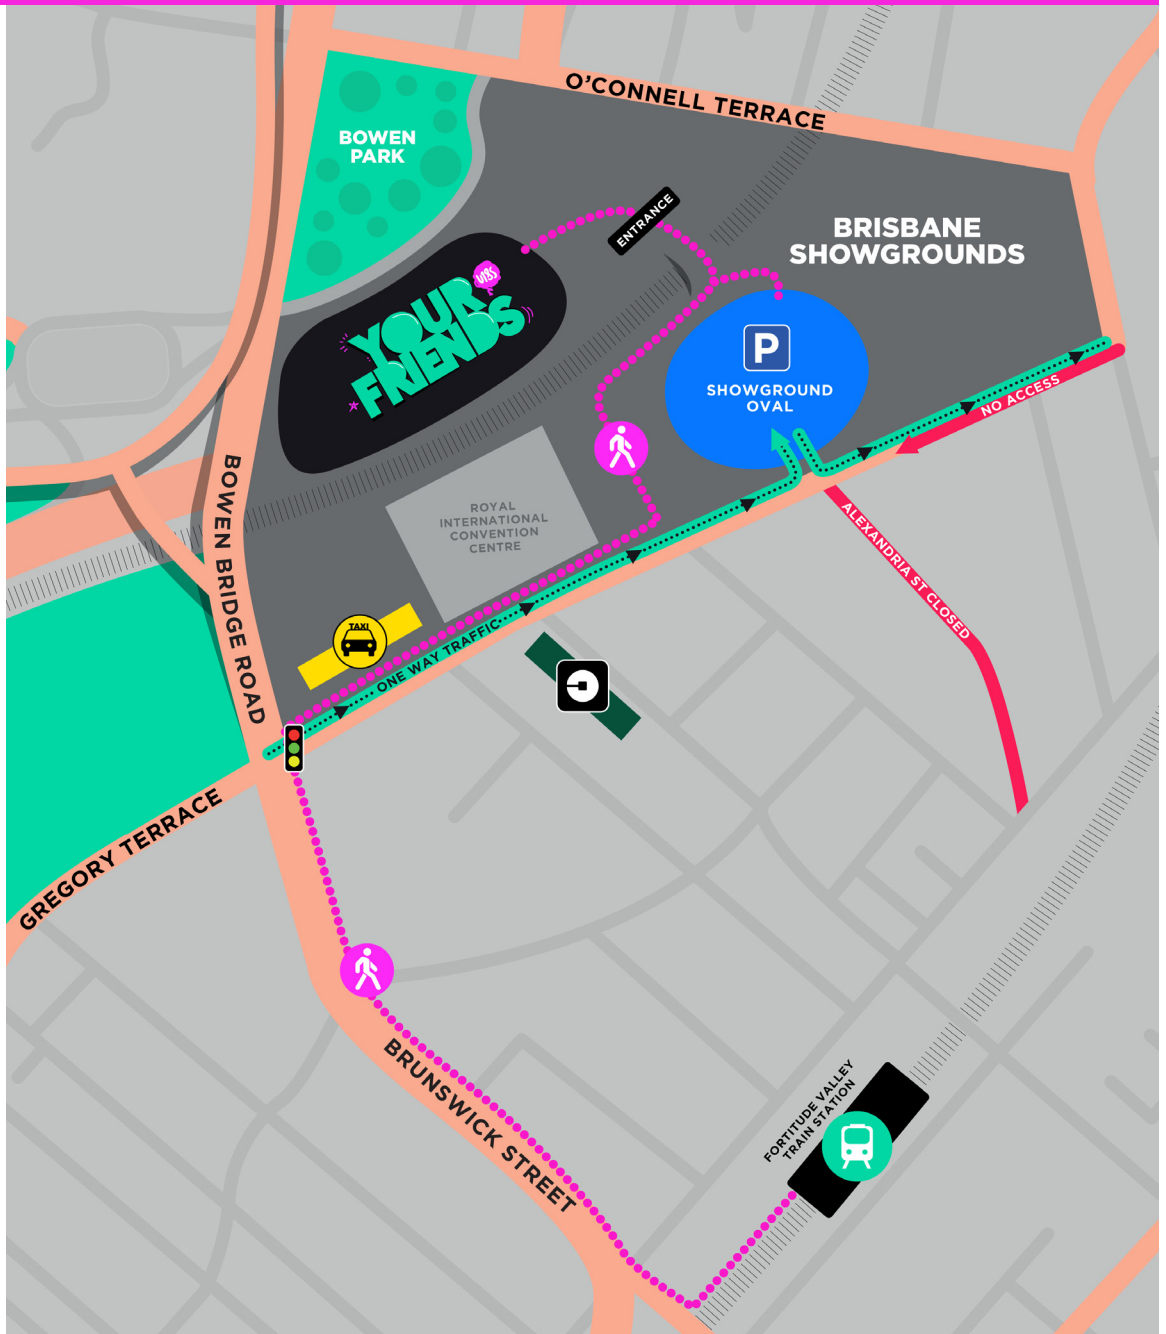 O'CONNELL TERRACE
BOWEN
PARK
ENTRANCE
BRISBANE
SHOWGROUNDS
YOUR
FRIENDS
P
SHOWGROUND
OVAL
NO ACCESS
BOWEN BRIDGE ROAD
ROYAL
INTERNATIONAL
CONVENTION
CENTRE
ALEXANDRIA ST CLOSED
TAXI
ONE WAY TRAFFIC
GREGORY TERRACE
BRUNSWICK STREET
FORTITUDE VALLEY
TRAIN STATION